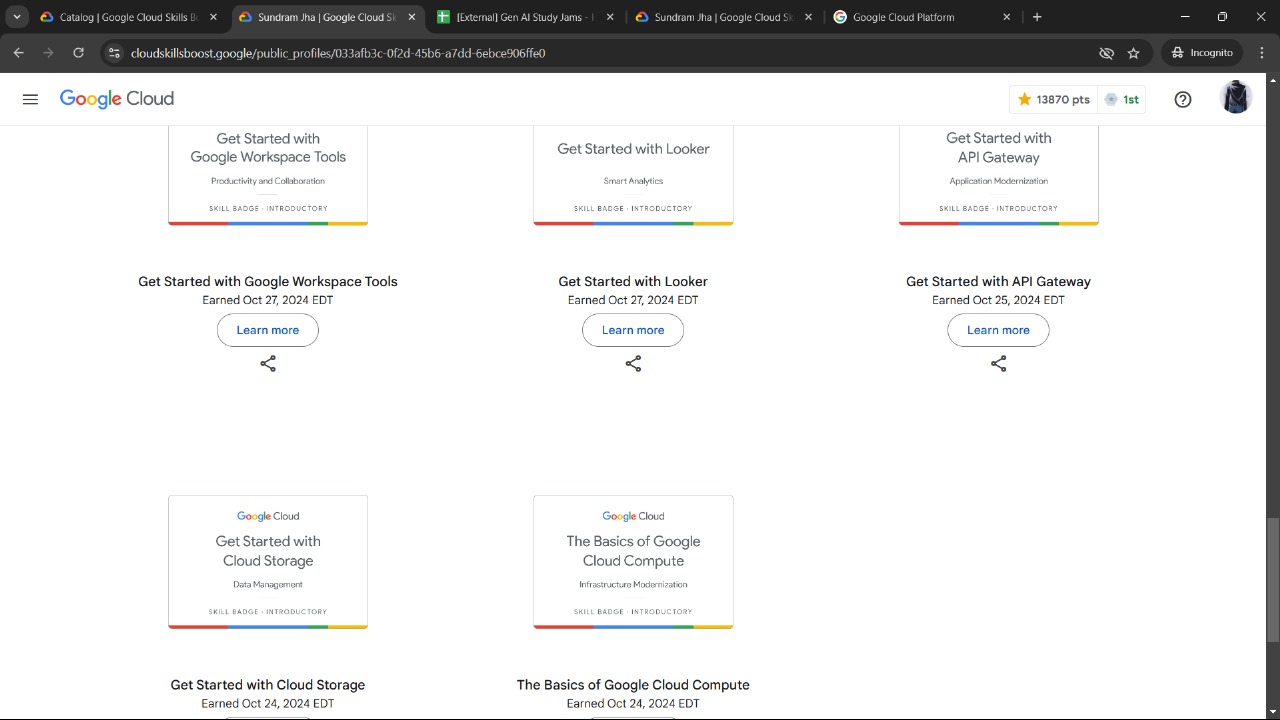 Catalog | Google Cloud Skills B
Sundram Jha | Google Cloud Sk
[External] Gen AI Study Jams -
Sundram Jha | Google Cloud Sk
Google Cloud Platform
cloudskillsboost.google/public_profiles/033afb3c-0f2d-45b6-a7dd-6ebce906ffe0
Incognito
Google Cloud
13870 pts
1st
Get Started with
Google Workspace Tools
Productivity and Collaboration
SKILL BADGE · INTRODUCTORY
Get Started with Looker
Smart Analytics
SKILL BADGE · INTRODUCTORY
Get Started with
API Gateway
Application Modernization
SKILL BADGE · INTRODUCTORY
Get Started with Google Workspace Tools
Earned Oct 27, 2024 EDT
Learn more
Get Started with Looker
Earned Oct 27, 2024 EDT
Learn more
Get Started with API Gateway
Earned Oct 25, 2024 EDT
Learn more
Google Cloud
Get Started with
Cloud Storage
Data Management
SKILL BADGE · INTRODUCTORY
Google Cloud
The Basics of Google
Cloud Compute
Infrastructure Modernization
SKILL BADGE · INTRODUCTORY
Get Started with Cloud Storage
Earned Oct 24, 2024 EDT
The Basics of Google Cloud Compute
Earned Oct 24, 2024 EDT